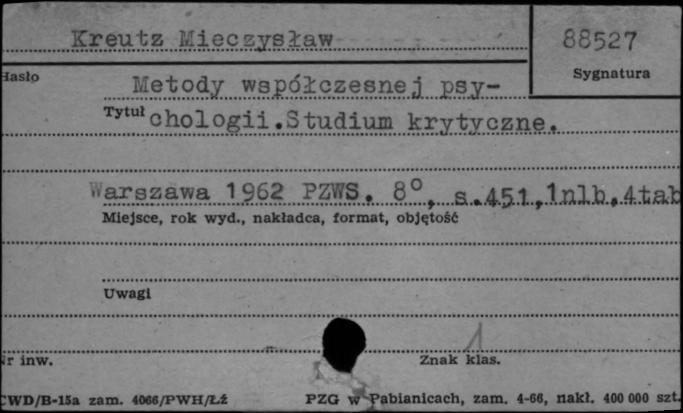 Kreutz Mieczysław
88527
Hasło
Sygnatura
Metody współczesnej psy-
Tytuł chologii.Studium krytyczne.
Warszawa 1962 PZWS. 8°, s.451,1nlb,4tab
Miejsce, rok wyd., nakładca, format, objętość
Uwagi
Nr inw.
Znak klas.
CWD/B-15a zam. 4066/PWH/Łź
PZG w Pabianicach, zam. 4-66, nakł. 400 000 szt.